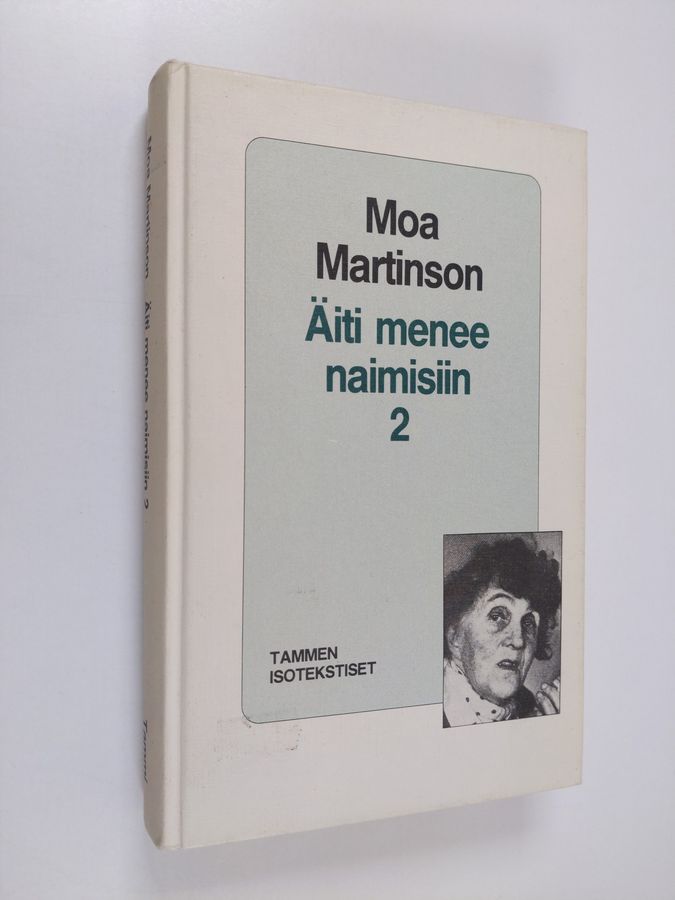 Moa
Martinson
Äiti menee
naimisiin
2
TAMMEN
ISOTEKSTISET
Moa Martinson Äiti menee naimisiin 2
Tammi